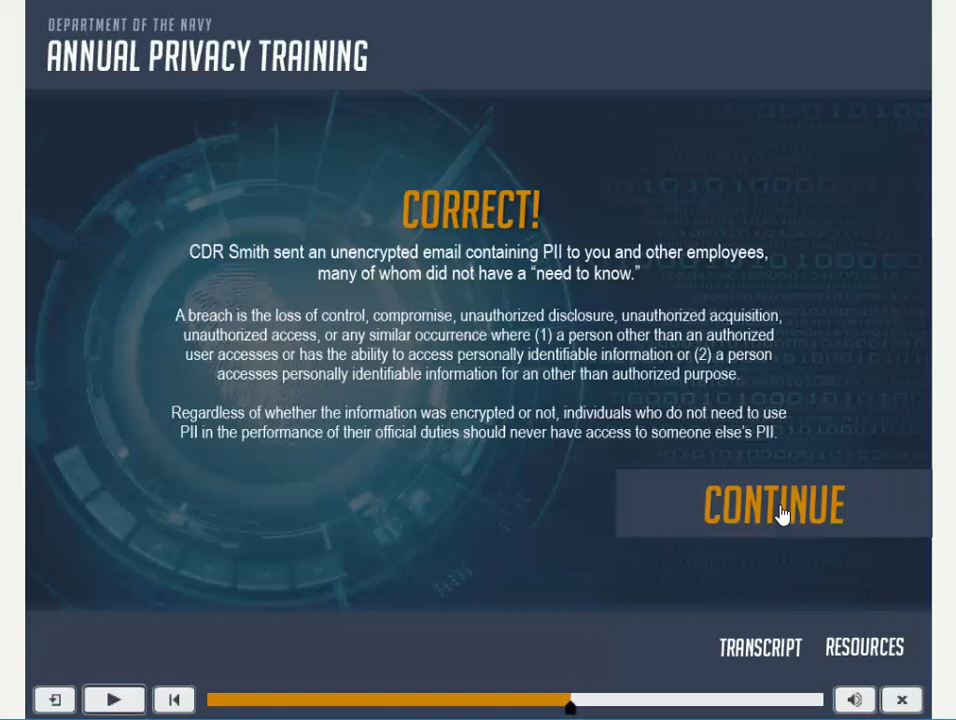 DEPARTMENT OF THE NAVY
ANNUAL PRIVACY TRAINING
CORRECT!
CDR Smith sent an unencrypted email containing PII to you and other employees,
many of whom did not have a “need to know.”
A breach is the loss of control, compromise, unauthorized disclosure, unauthorized acquisition,
unauthorized access, or any similar occurrence where (1) a person other than an authorized
user accesses or has the ability to access personally identifiable information or (2) a person
accesses personally identifiable information for an other than authorized purpose.
Regardless of whether the information was encrypted or not, individuals who do not need to use
PII in the performance of their official duties should never have access to someone else’s PII.
CONTINUE
TRANSCRIPT RESOURCES